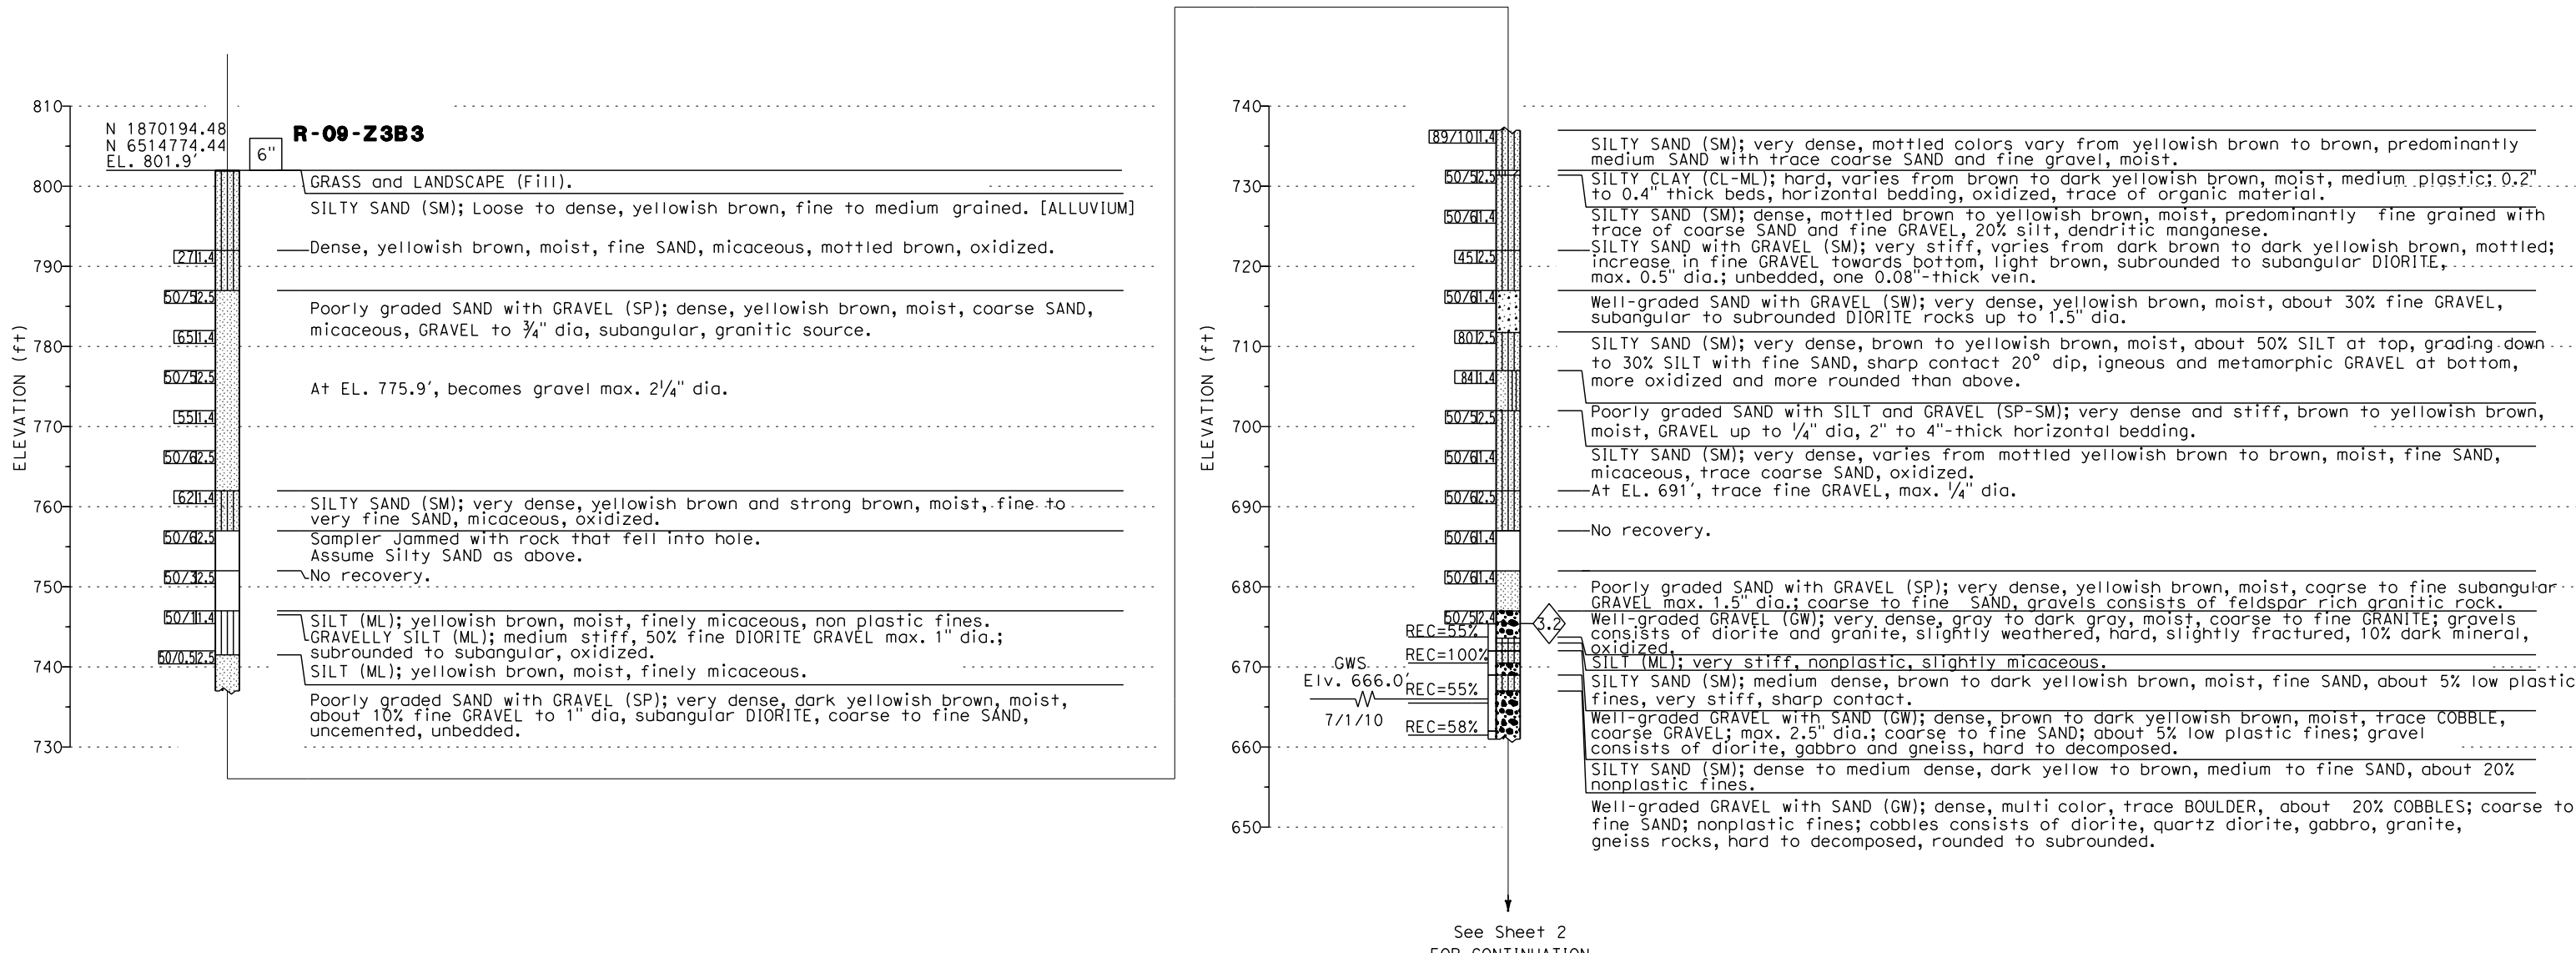 810
N 1870194.48
N 6514774.44
EL. 801.9'
6"
R-09-Z3B3
800
GRASS and LANDSCAPE (Fill).
SILTY SAND (SM); Loose to dense, yellowish brown, fine to medium grained. [ALLUVIUM]
Dense, yellowish brown, moist, fine SAND, micaceous, mottled brown, oxidized.
27 1.4
790
50/5 2.5
Poorly graded SAND with GRAVEL (SP); dense, yellowish brown, moist, coarse SAND,
micaceous, GRAVEL to 3/4" dia, subangular, granitic source.
65 1.4
780
50/5 2.5
At EL. 775.9', becomes gravel max. 2 1/4" dia.
55 1.4
770
ELEVATION (ft)
50/6 2.5
62 1.4
SILTY SAND (SM); very dense, yellowish brown and strong brown, moist, fine to
very fine SAND, micaceous, oxidized.
760
50/6 2.5
Sampler Jammed with rock that fell into hole.
Assume Silty SAND as above.
50/3 2.5
No recovery.
750
50/1 1.4
SILT (ML); yellowish brown, moist, finely micaceous, non plastic fines.
GRAVELLY SILT (ML); medium stiff, 50% fine DIORITE GRAVEL max. 1" dia.;
subrounded to subangular, oxidized.
50/0.5 2.5
740
SILT (ML); yellowish brown, moist, finely micaceous.
Poorly graded SAND with GRAVEL (SP); very dense, dark yellowish brown, moist,
about 10% fine GRAVEL to 1" dia, subangular DIORITE, coarse to fine SAND,
uncemented, unbedded.
730
740
89/10 1.4
SILTY SAND (SM); very dense, mottled colors vary from yellowish brown to brown, predominantly
medium SAND with trace coarse SAND and fine gravel, moist.
50/5 2.5
730
SILTY CLAY (CL-ML); hard, varies from brown to dark yellowish brown, moist, medium plastic; 0.2"
to 0.4" thick beds, horizontal bedding, oxidized, trace of organic material.
50/6 1.4
SILTY SAND (SM); dense, mottled brown to yellowish brown, moist, predominantly fine grained with
trace of coarse SAND and fine GRAVEL, 20% silt, dendritic manganese.
45 2.5
SILTY SAND with GRAVEL (SM); very stiff, varies from dark brown to dark yellowish brown, mottled;
increase in fine GRAVEL towards bottom, light brown, subrounded to subangular DIORITE,
max. 0.5" dia.; unbedded, one 0.08"-thick vein.
720
50/6 1.4
Well-graded SAND with GRAVEL (SW); very dense, yellowish brown, moist, about 30% fine GRAVEL,
subangular to subrounded DIORITE rocks up to 1.5" dia.
80 2.5
710
SILTY SAND (SM); very dense, brown to yellowish brown, moist, about 50% SILT at top, grading down
to 30% SILT with fine SAND, sharp contact 20° dip, igneous and metamorphic GRAVEL at bottom,
more oxidized and more rounded than above.
84 1.4
50/5 2.5
Poorly graded SAND with SILT and GRAVEL (SP-SM); very dense and stiff, brown to yellowish brown,
moist, GRAVEL up to 1/4" dia, 2" to 4"-thick horizontal bedding.
700
ELEVATION (ft)
50/6 1.4
SILTY SAND (SM); very dense, varies from mottled yellowish brown to brown, moist, fine SAND,
micaceous, trace coarse SAND, oxidized.
50/6 2.5
At EL. 691', trace fine GRAVEL, max. 1/4" dia.
690
50/6 1.4
No recovery.
50/6 1.4
680
Poorly graded SAND with GRAVEL (SP); very dense, yellowish brown, moist, coarse to fine subangular
GRAVEL max. 1.5" dia.; coarse to fine SAND, gravels consists of feldspar rich granitic rock.
50/5 2.4
3.2
REC=55%
Well-graded GRAVEL (GW); very dense, gray to dark gray, moist, coarse to fine GRANITE; gravels
consists of diorite and granite, slightly weathered, hard, slightly fractured, 10% dark mineral,
oxidized.
REC=100%
670
SILT (ML); very stiff, nonplastic, slightly micaceous.
GWS
Elv. 666.0'
REC=55%
SILTY SAND (SM); medium dense, brown to dark yellowish brown, moist, fine SAND, about 5% low plastic
fines, very stiff, sharp contact.
7/1/10
REC=58%
Well-graded GRAVEL with SAND (GW); dense, brown to dark yellowish brown, moist, trace COBBLE,
coarse GRAVEL; max. 2.5" dia.; coarse to fine SAND; about 5% low plastic fines; gravel
consists of diorite, gabbro and gneiss, hard to decomposed.
660
SILTY SAND (SM); dense to medium dense, dark yellow to brown, medium to fine SAND, about 20%
nonplastic fines.
Well-graded GRAVEL with SAND (GW); dense, multi color, trace BOULDER, about 20% COBBLES; coarse to
fine SAND; nonplastic fines; cobbles consists of diorite, quartz diorite, gabbro, granite,
gneiss rocks, hard to decomposed, rounded to subrounded.
650
See Sheet 2
FOR CONTINUATION